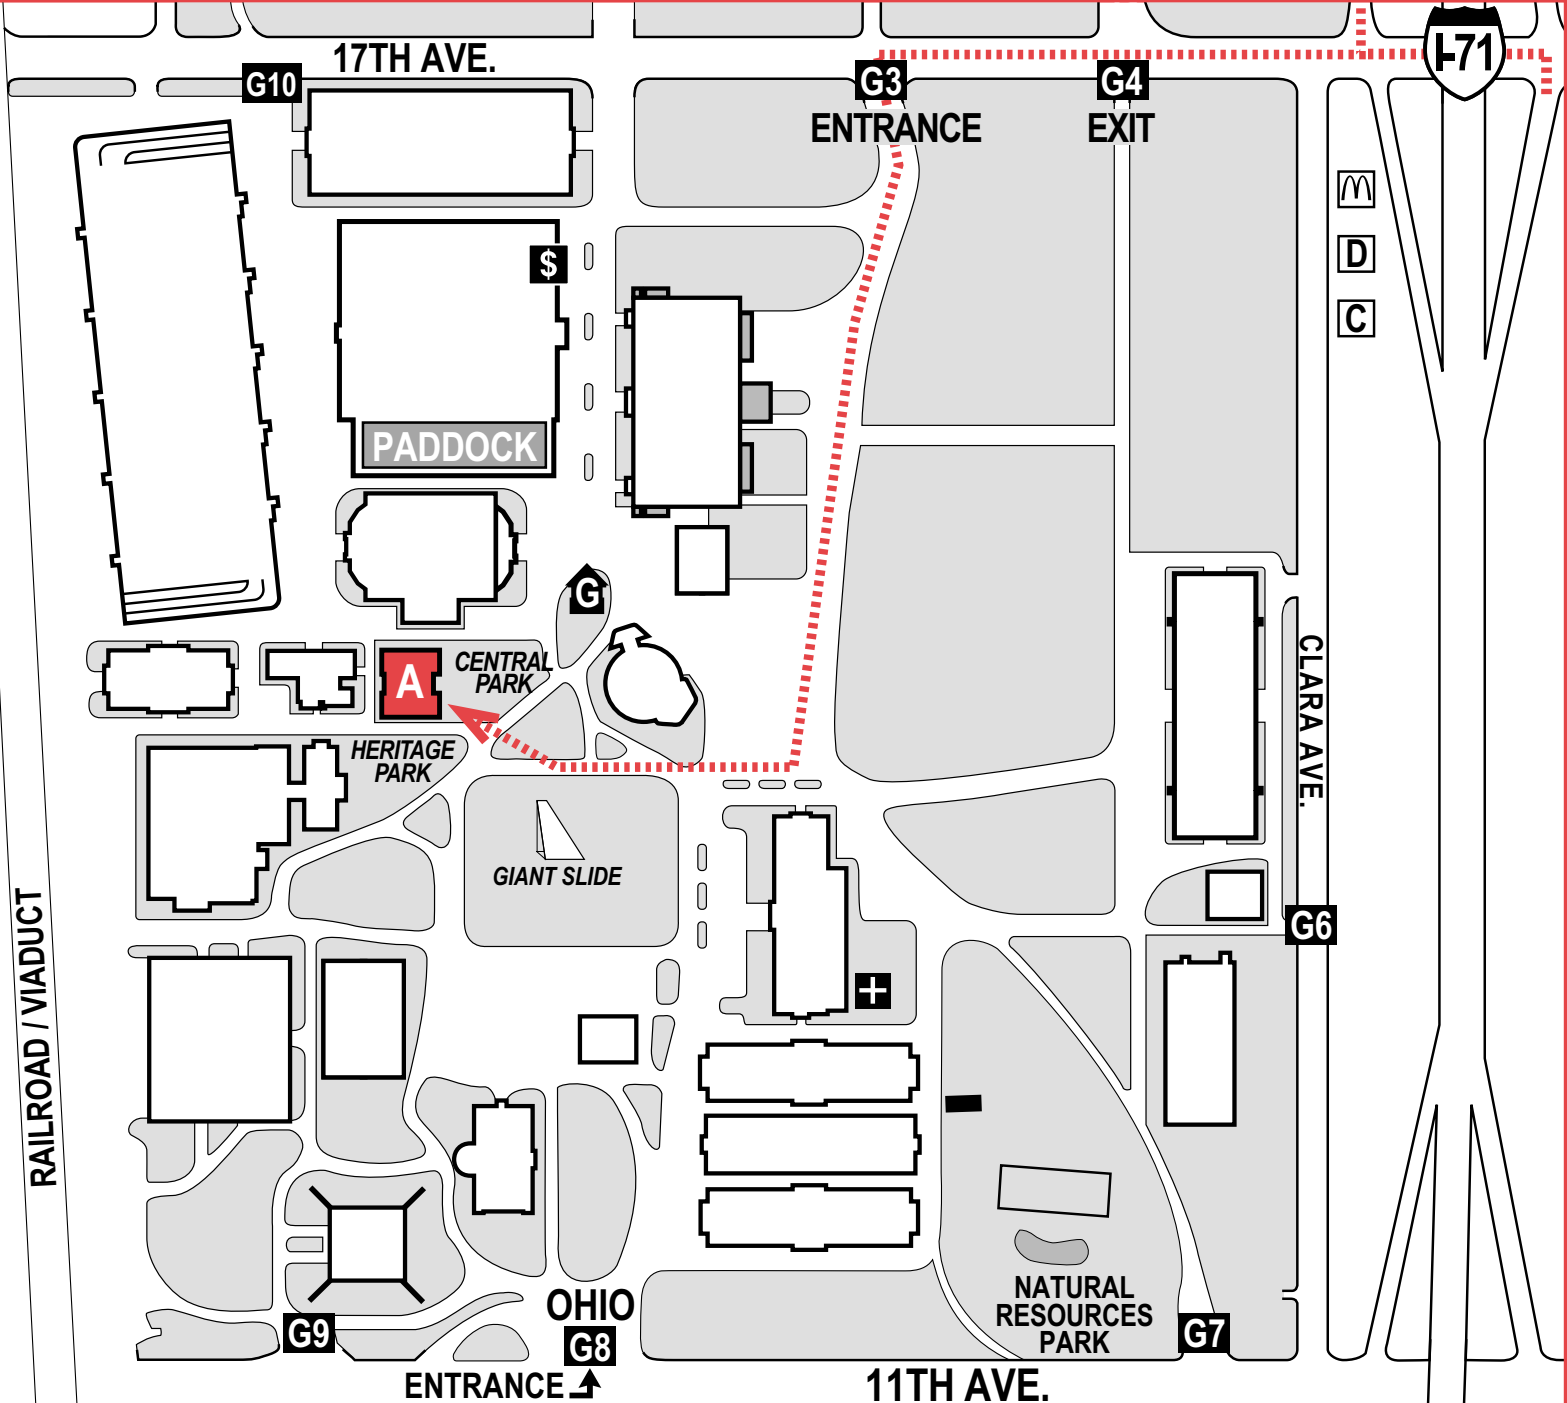 17TH AVE.
I-71
G10
G3
G4
ENTRANCE
EXIT
$
D
C
PADDOCK
G
CLARA AVE.
A
CENTRAL
PARK
HERITAGE
PARK
GIANT SLIDE
RAILROAD / VIADUCT
G6
+
NATURAL
RESOURCES
PARK
OHIO
G9
G8
G7
ENTRANCE
11TH AVE.